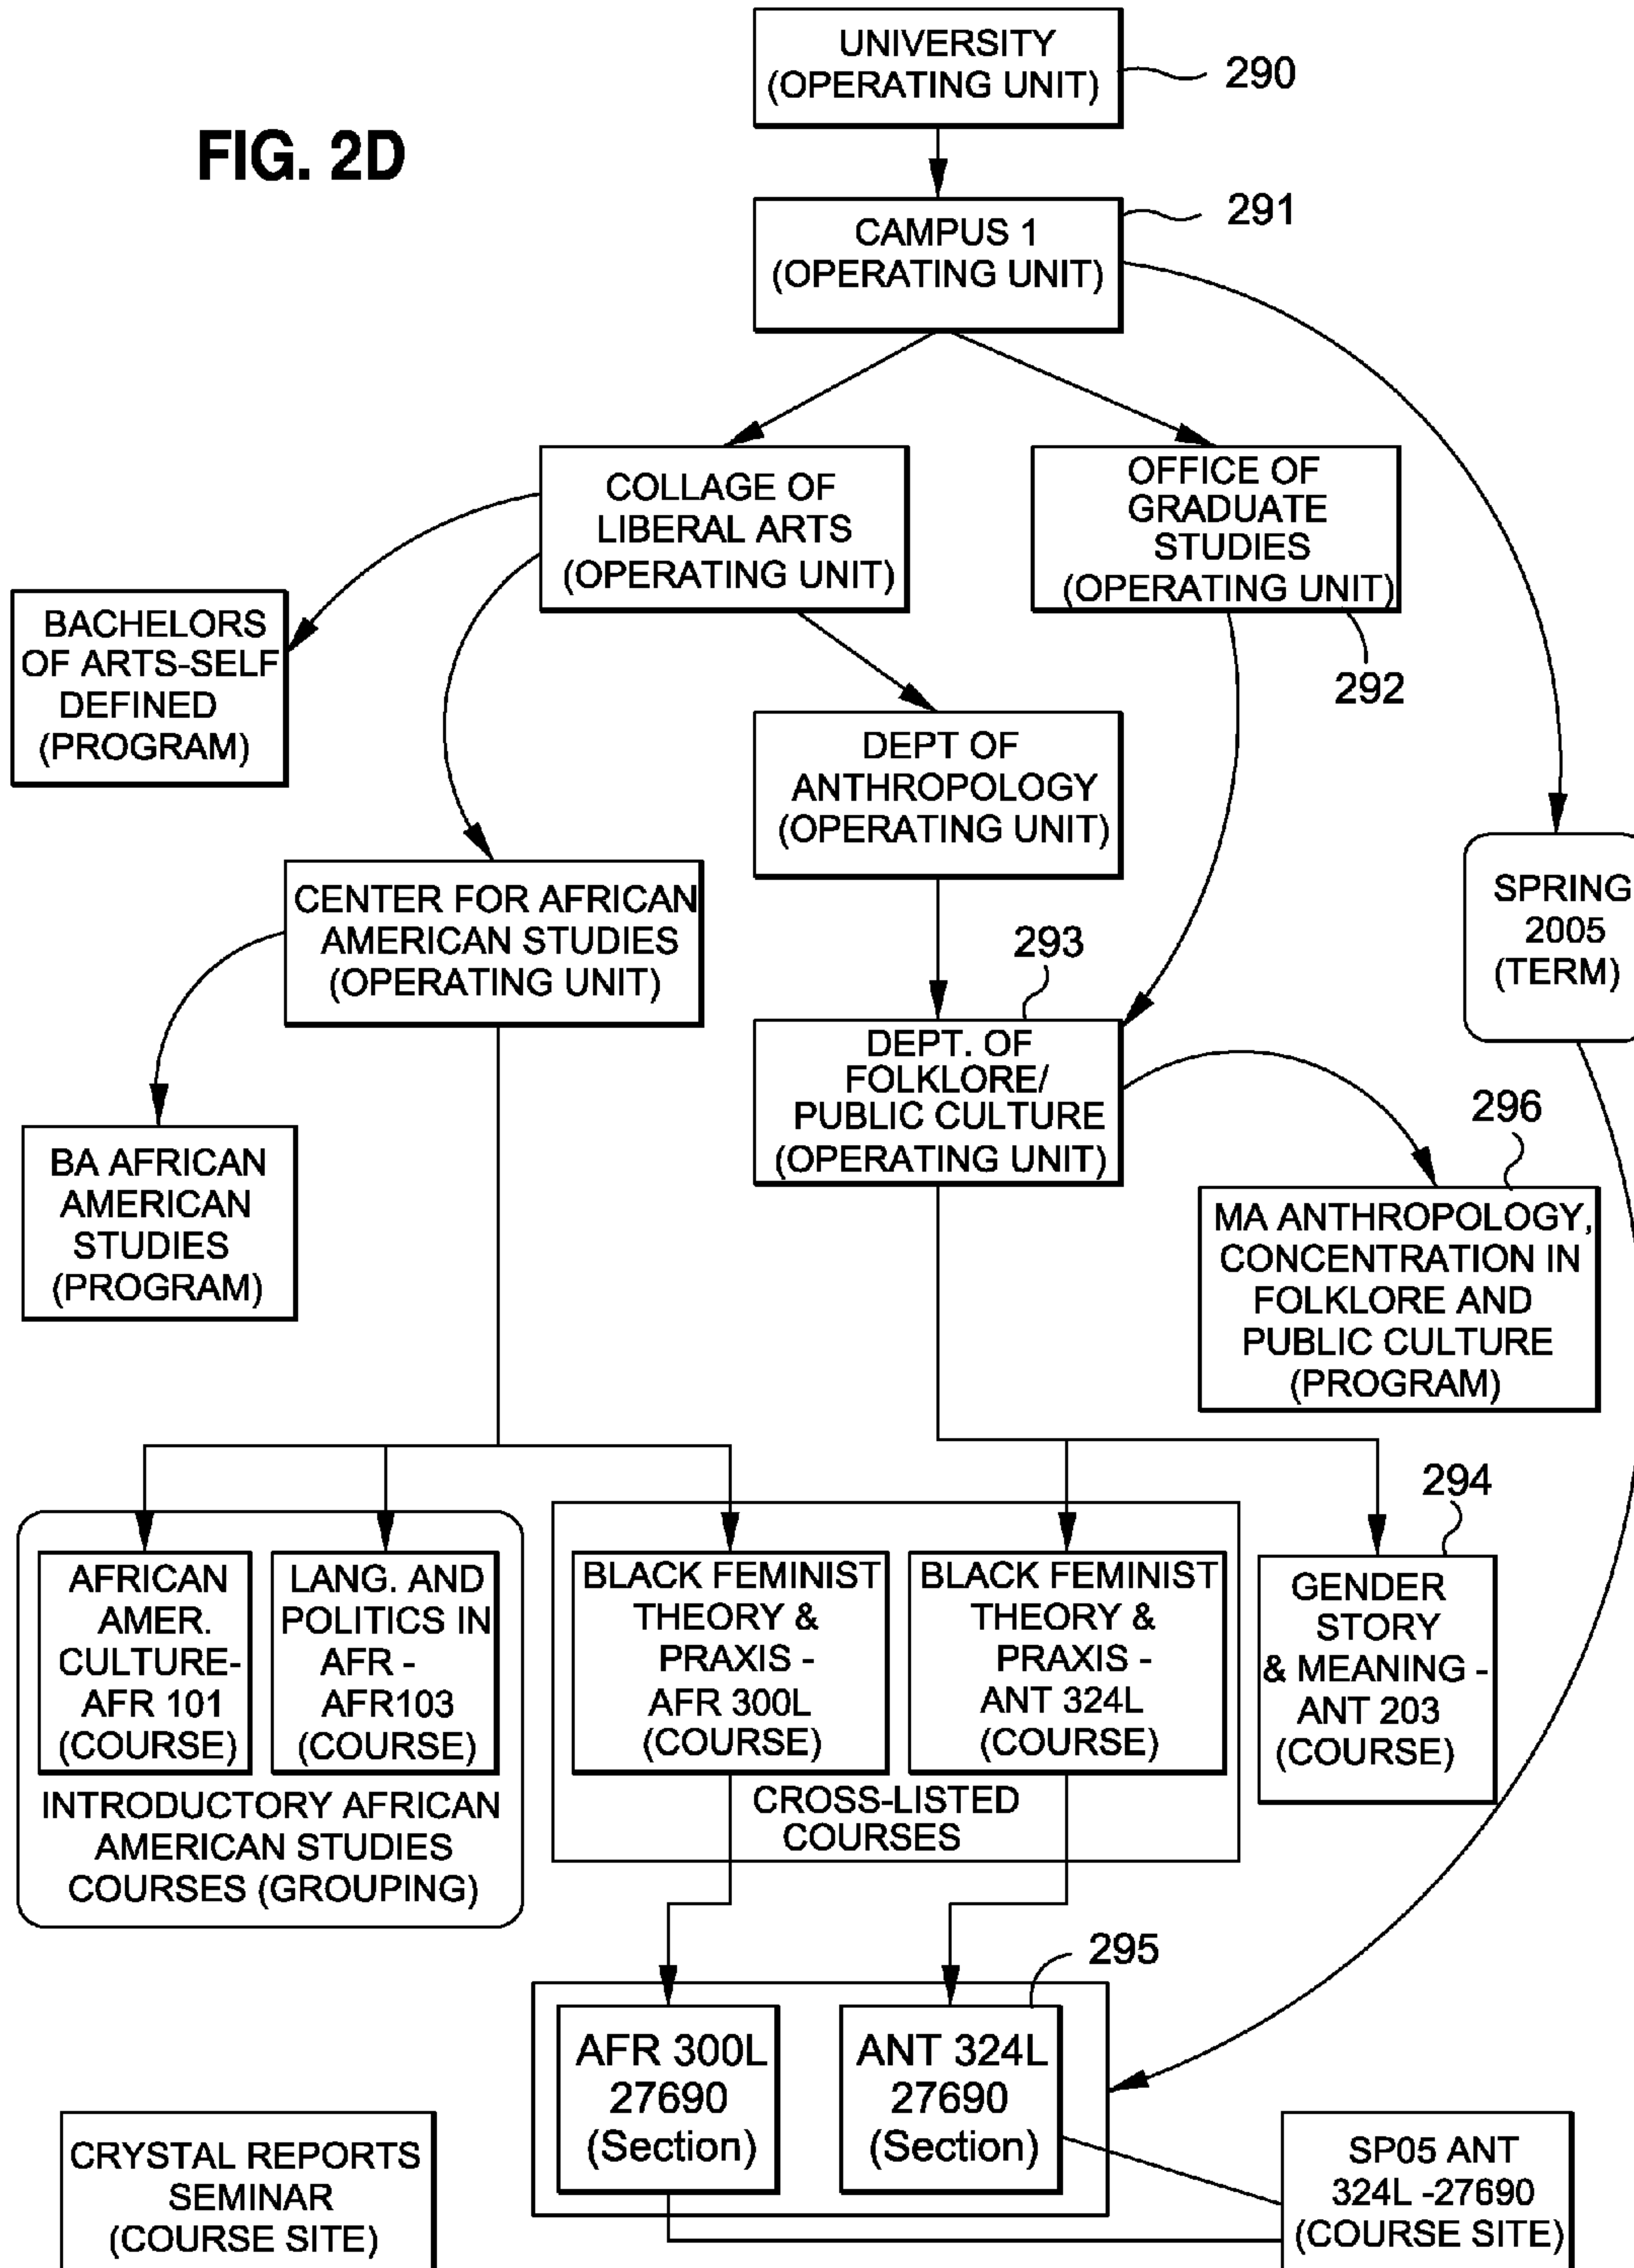 UNIVERSITY
(OPERATING UNIT)
290
FIG. 2D
291
CAMPUS 1
(OPERATING UNIT)
COLLAGE OF
LIBERAL ARTS
(OPERATING UNIT)
OFFICE OF
GRADUATE
STUDIES
(OPERATING UNIT)
292
BACHELORS
OF ARTS-SELF
DEFINED
(PROGRAM)
DEPT OF
ANTHROPOLOGY
(OPERATING UNIT)
CENTER FOR AFRICAN
AMERICAN STUDIES
(OPERATING UNIT)
SPRING
2005
(TERM)
293
DEPT. OF
FOLKLORE/
PUBLIC CULTURE
(OPERATING UNIT)
BA AFRICAN
AMERICAN
STUDIES
(PROGRAM)
296
MA ANTHROPOLOGY,
CONCENTRATION IN
FOLKLORE AND
PUBLIC CULTURE
(PROGRAM)
AFRICAN
AMER.
CULTURE-
AFR 101
(COURSE)
LANG. AND
POLITICS IN
AFR -
AFR103
(COURSE)
INTRODUCTORY AFRICAN
AMERICAN STUDIES
COURSES (GROUPING)
BLACK FEMINIST
THEORY &
PRAXIS -
AFR 300L
(COURSE)
BLACK FEMINIST
THEORY &
PRAXIS -
ANT 324L
(COURSE)
CROSS-LISTED
COURSES
294
GENDER
STORY
& MEANING -
ANT 203
(COURSE)
295
AFR 300L
27690
(Section)
ANT 324L
27690
(Section)
CRYSTAL REPORTS
SEMINAR
(COURSE SITE)
SP05 ANT
324L -27690
(COURSE SITE)